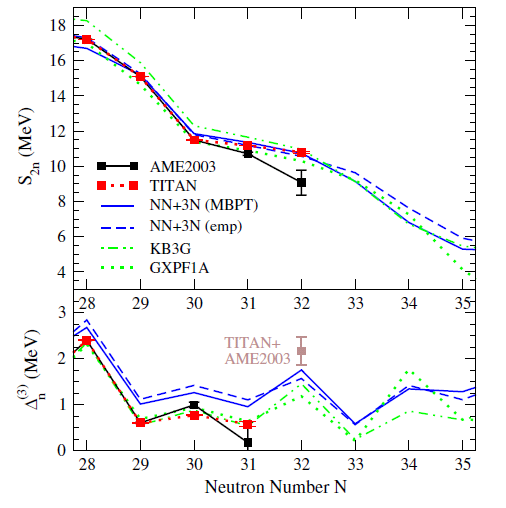 18
16
14
12
10
8
6
4
S2n (MeV)
AME2003
TITAN
NN+3N (MBPT)
NN+3N (emp)
KB3G
GXPF1A
28 29 30 31 32 33 34 35
3
2
1
0
Δn(3) (MeV)
TITAN+
AME2003
28 29 30 31 32 33 34 35
Neutron Number N